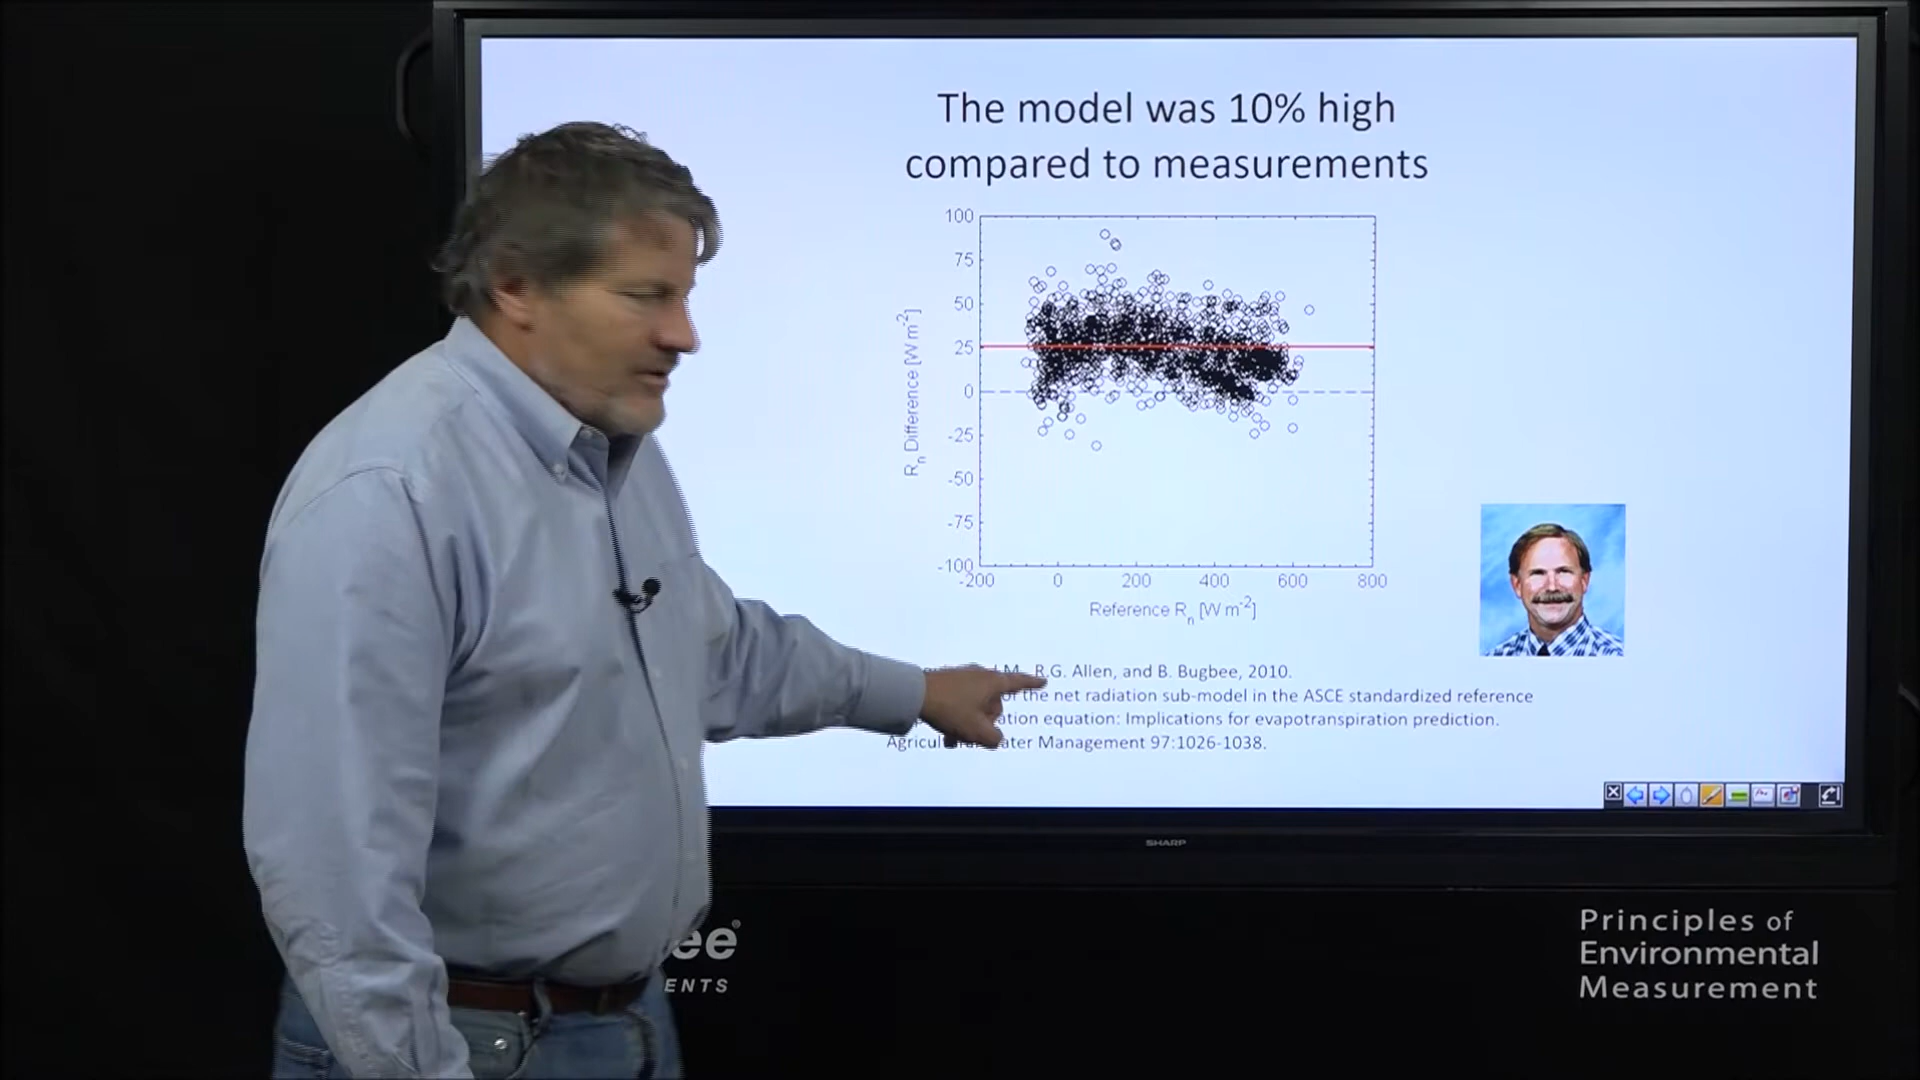 The model was 10% high
compared to measurements
100
75
50
25
0
-25
-50
-75
-100
-200 0 200 400 600 800
Rn Difference [W m-2]
Reference Rn [W m-2]
R.G. Allen, and B. Bugbee, 2010.
of the net radiation sub-model in the ASCE standardized reference
equation: Implications for evapotranspiration prediction.
Management 97:1026-1038.
SHARP
Principles of
Environmental
Measurement